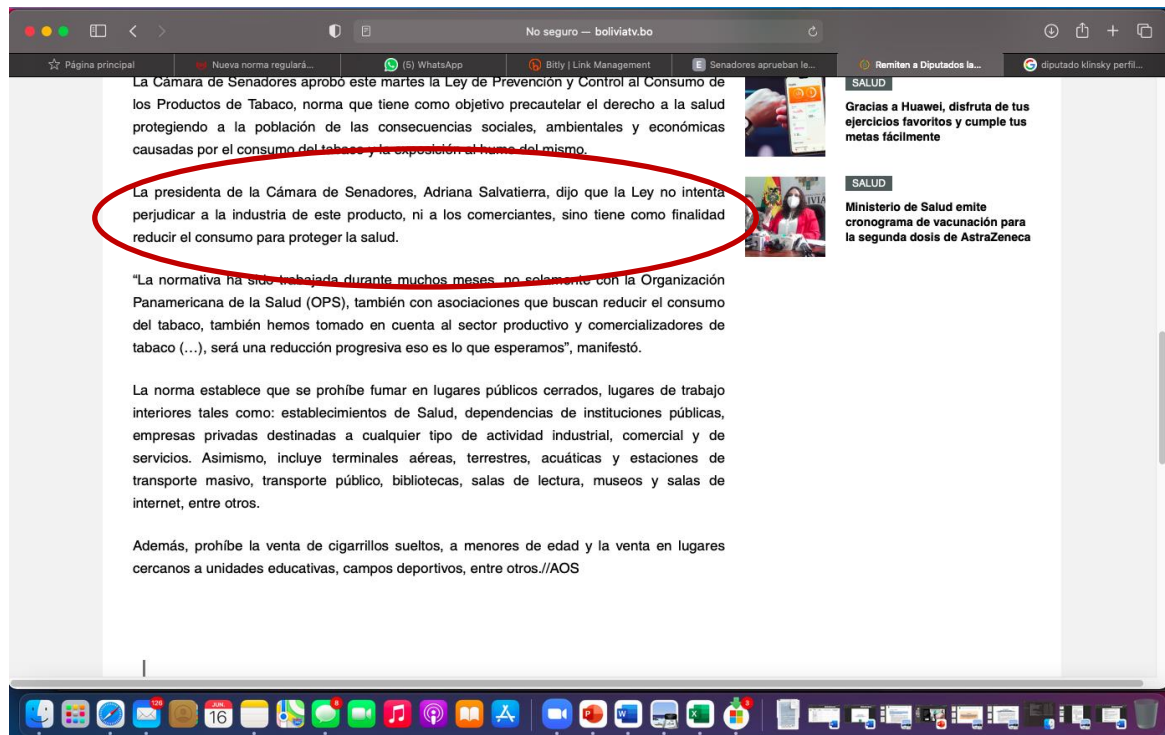 No seguro — boliviatv.bo
Página principal
Nueva norma regulará...
(5) WhatsApp
Bitly | Link Management
E Senadores aprueban le...
Remiten a Diputados la...
G diputado klinsky perfil...
La Cámara de Senadores aprobó este martes la Ley de Prevención y Control al Consumo de
los Productos de Tabaco, norma que tiene como objetivo precautelar el derecho a la salud
protegiendo a la población de las consecuencias sociales, ambientales y económicas
causadas por el consumo del tabaco y la exposición al humo del mismo.
La presidenta de la Cámara de Senadores, Adriana Salvatierra, dijo que la Ley no intenta
perjudicar a la industria de este producto, ni a los comerciantes, sino tiene como finalidad
reducir el consumo para proteger la salud.
“La normativa ha sido trabajada durante muchos meses, no solamente con la Organización
Panamericana de la Salud (OPS), también con asociaciones que buscan reducir el consumo
del tabaco, también hemos tomado en cuenta al sector productivo y comercializadores de
tabaco (…), será una reducción progresiva eso es lo que esperamos”, manifestó.
La norma establece que se prohíbe fumar en lugares públicos cerrados, lugares de trabajo
interiores tales como: establecimientos de Salud, dependencias de instituciones públicas,
empresas privadas destinadas a cualquier tipo de actividad industrial, comercial y de
servicios. Asimismo, incluye terminales aéreas, terrestres, acuáticas y estaciones de
transporte masivo, transporte público, bibliotecas, salas de lectura, museos y salas de
internet, entre otros.
Además, prohíbe la venta de cigarrillos sueltos, a menores de edad y la venta en lugares
cercanos a unidades educativas, campos deportivos, entre otros.//AOS
SALUD
Gracias a Huawei, disfruta de tus
ejercicios favoritos y cumple tus
metas fácilmente
SALUD
Ministerio de Salud emite
cronograma de vacunación para
la segunda dosis de AstraZeneca
126
JUN.
16